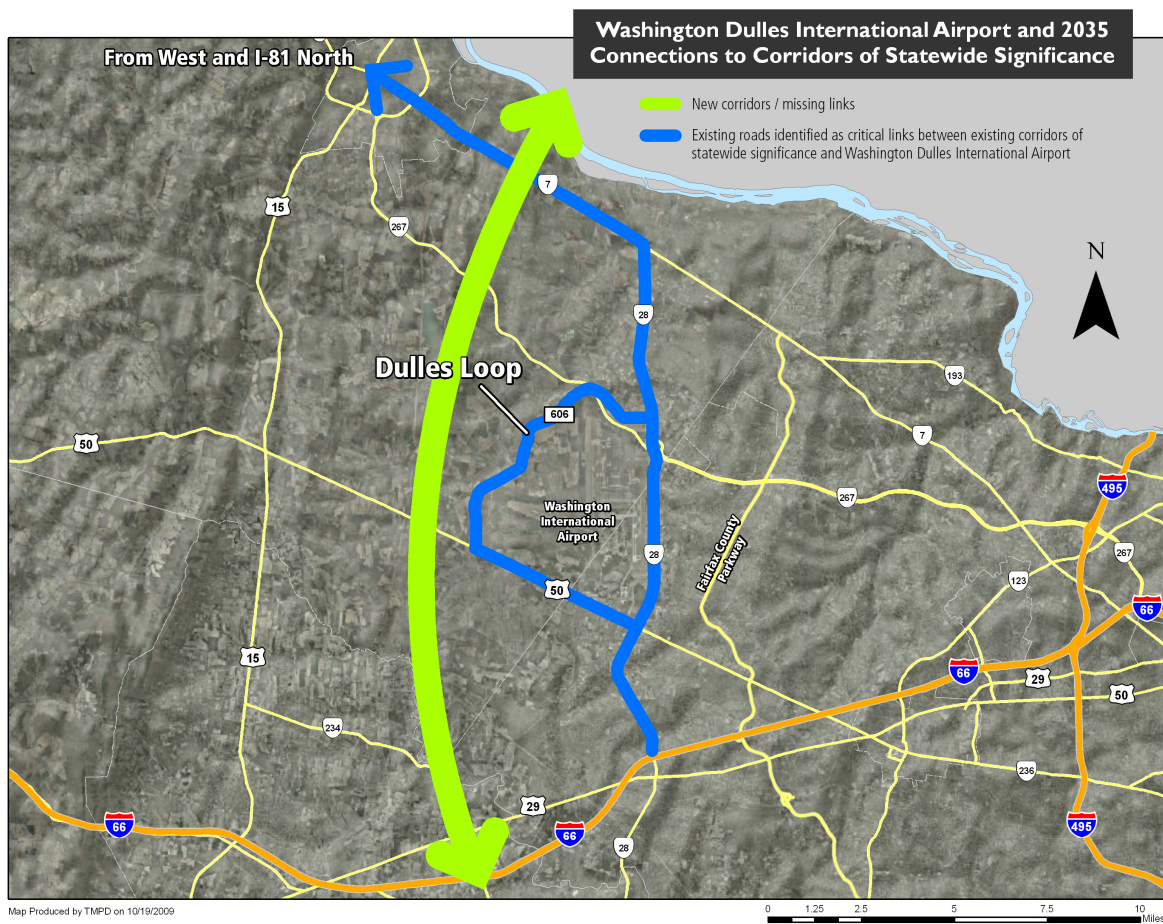 Washington Dulles International Airport and 2035
Connections to Corridors of Statewide Significance
From West and I-81 North
New corridors / missing links
Existing roads identified as critical links between existing corridors of
statewide significance and Washington Dulles International Airport
7
15
267
N
28
Dulles Loop
193
606
50
7
495
267
Washington
International
Airport
Fairfax County
Parkway
28
267
123
50
66
15
66
29
50
234
236
29
66
66
495
28
Map Produced by TMPD on 10/19/2009
0 1.25 2.5 5 7.5 10
Miles